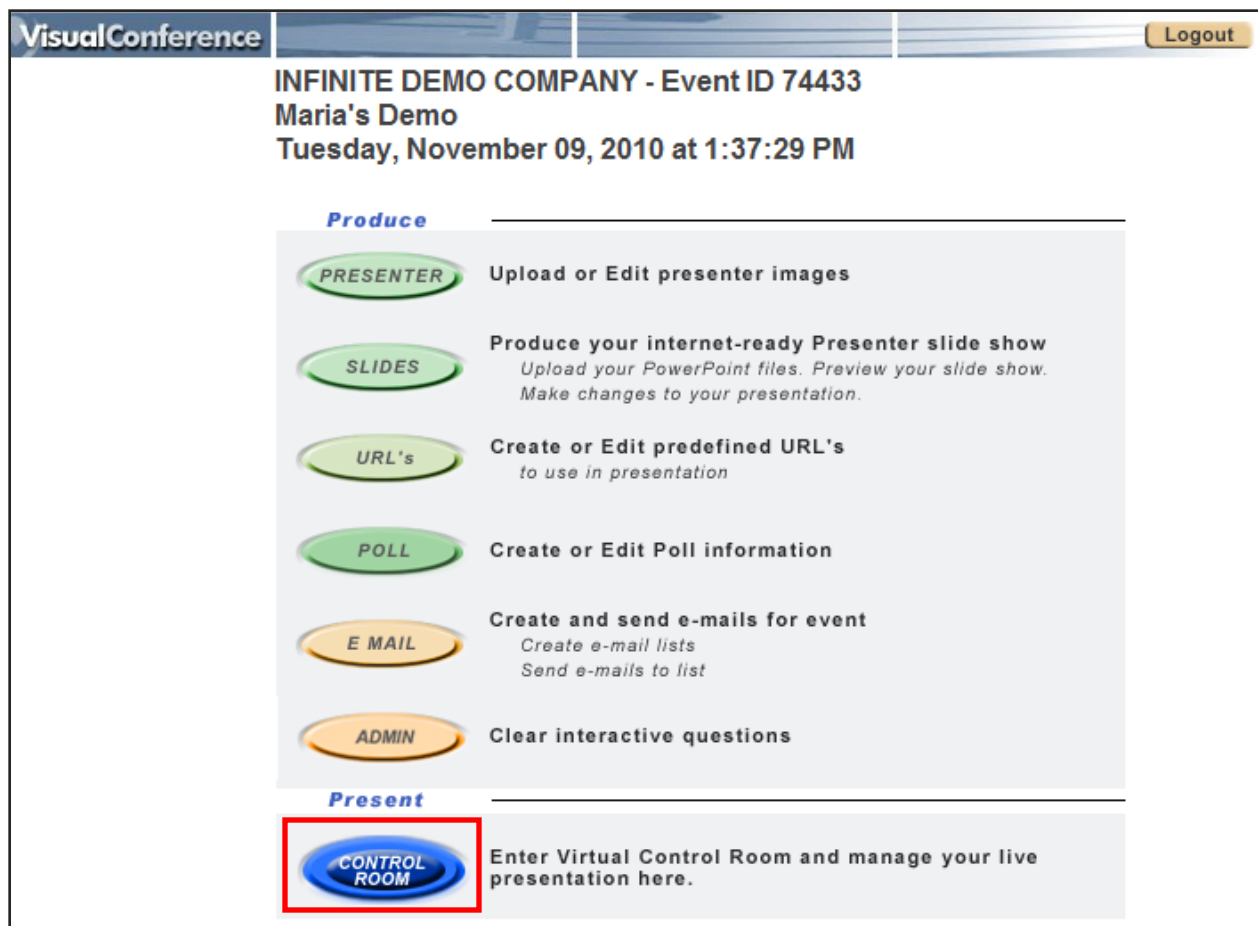 VisualConference
Logout
INFINITE DEMO COMPANY - Event ID 74433
Maria's Demo
Tuesday, November 09, 2010 at 1:37:29 PM
Produce
PRESENTER
Upload or Edit presenter images
SLIDES
Produce your internet-ready Presenter slide show
Upload your PowerPoint files. Preview your slide show.
Make changes to your presentation.
URL's
Create or Edit predefined URL's
to use in presentation
POLL
Create or Edit Poll information
E MAIL
Create and send e-mails for event
Create e-mail lists
Send e-mails to list
ADMIN
Clear interactive questions
Present
CONTROL
ROOM
Enter Virtual Control Room and manage your live
presentation here.